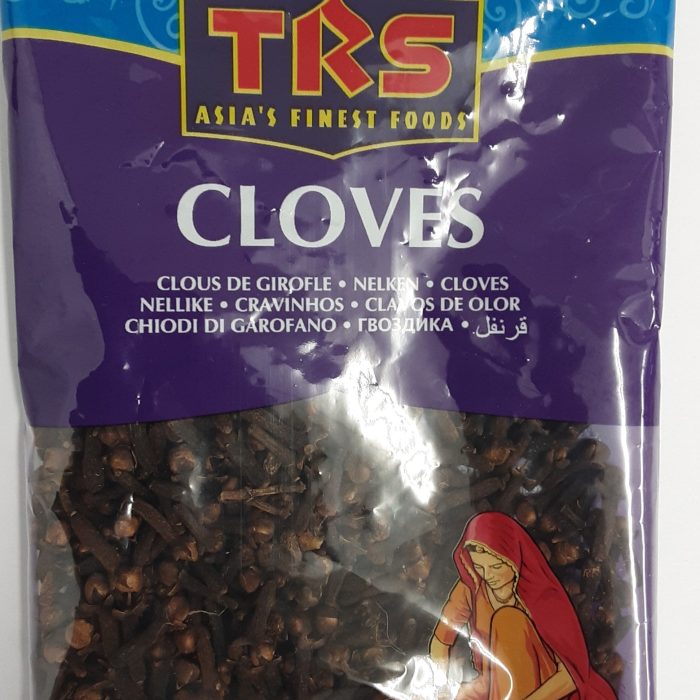 TRS
ASIA'S FINEST FOODS
CLOVES
CLOUS DE GIROFLE • NELKEN • CLOVES
NELLIKE • CRAVINHOS • CLAVOS DE OLOR
CHIODI DI GAROFANO • ГВОЗДИКА • قرنفل